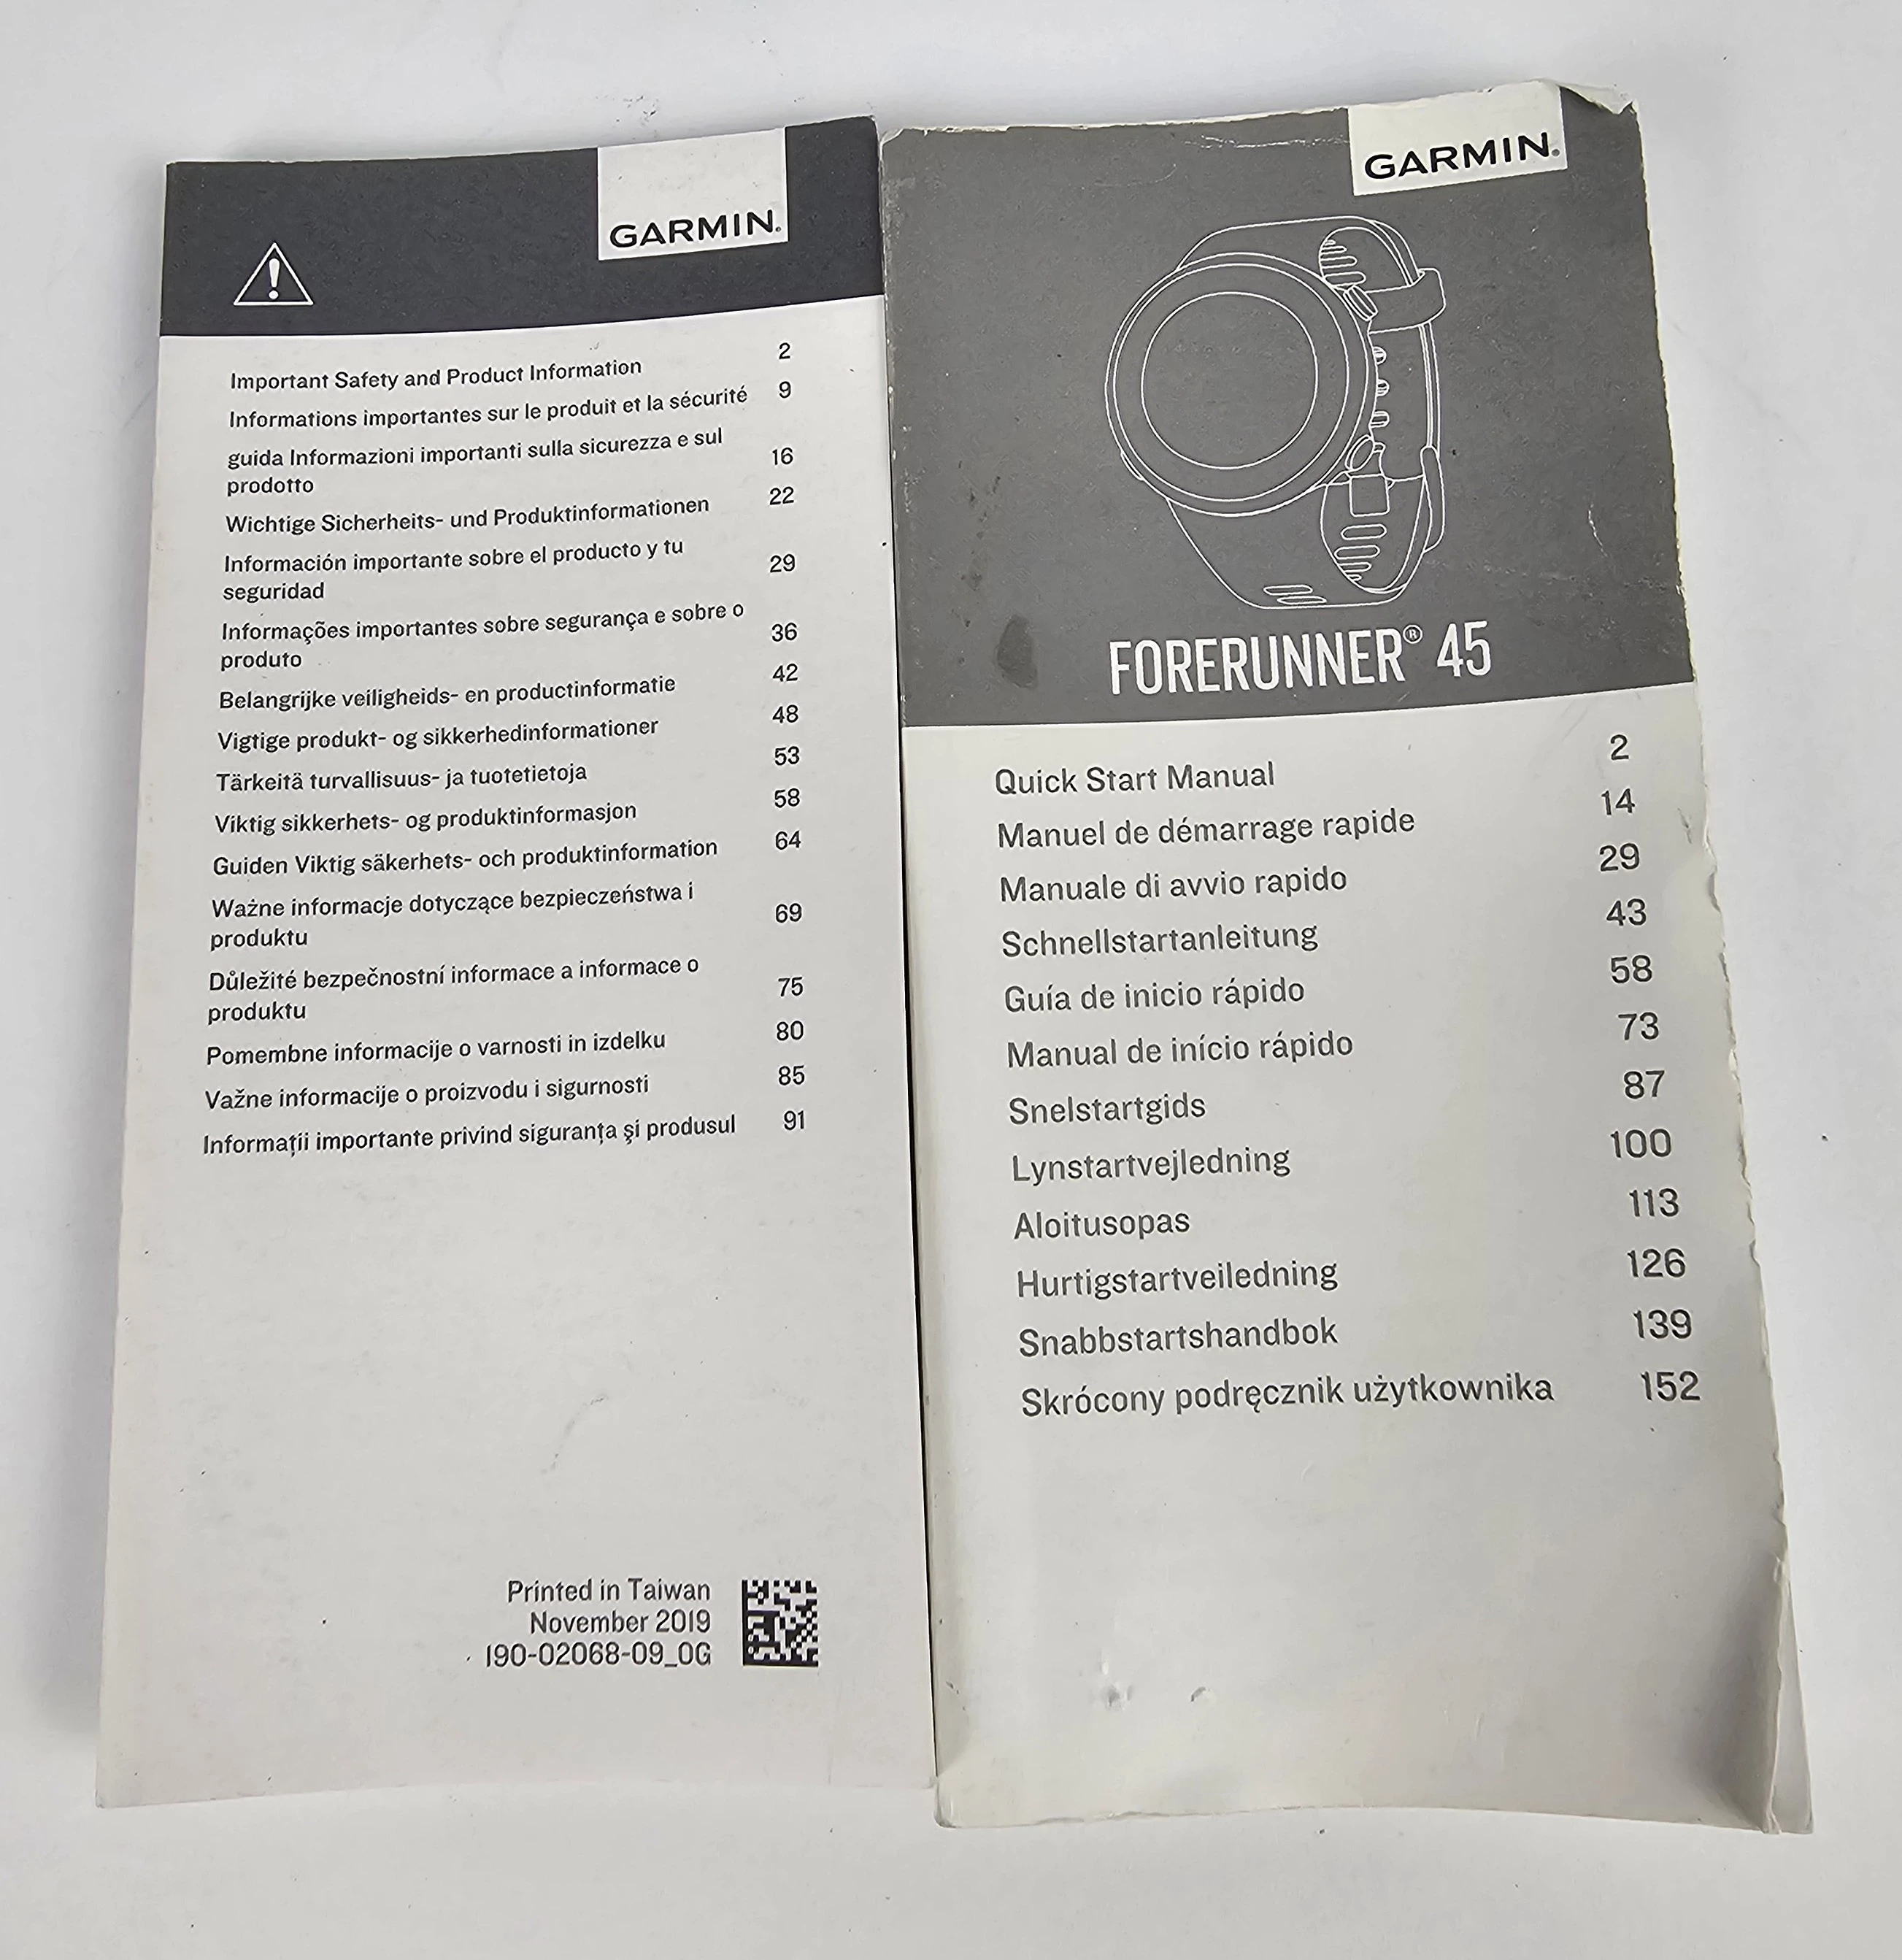 GARMIN.
Important Safety and Product Information 2
Informations importantes sur le produit et la sécurité 9
guida Informazioni importanti sulla sicurezza e sul
prodotto 16
Wichtige Sicherheits- und Produktinformationen 22
Información importante sobre el producto y tu
seguridad 29
Informações importantes sobre segurança e sobre o
produto 36
Belangrijke veiligheids- en productinformatie 42
Vigtige produkt- og sikkerhedinformationer 48
Tärkeitä turvallisuus- ja tuotetietoja 53
Viktig sikkerhets- og produktinformasjon 58
Guiden Viktig säkerhets- och produktinformation 64
Ważne informacje dotyczące bezpieczeństwa i
produktu 69
Důležité bezpečnostní informace a informace o
produktu 75
Pomembne informacije o varnosti in izdelku 80
Važne informacije o proizvodu i sigurnosti 85
Informații importante privind siguranța și produsul 91
Printed in Taiwan
November 2019
190-02068-09_0G
GARMIN.
FORERUNNER® 45
Quick Start Manual 2
Manuel de démarrage rapide 14
Manuale di avvio rapido 29
Schnellstartanleitung 43
Guía de inicio rápido 58
Manual de início rápido 73
Snelstartgids 87
Lynstartvejledning 100
Aloitusopas 113
Hurtigstartveiledning 126
Snabbstartshandbok 139
Skrócony podręcznik użytkownika 152